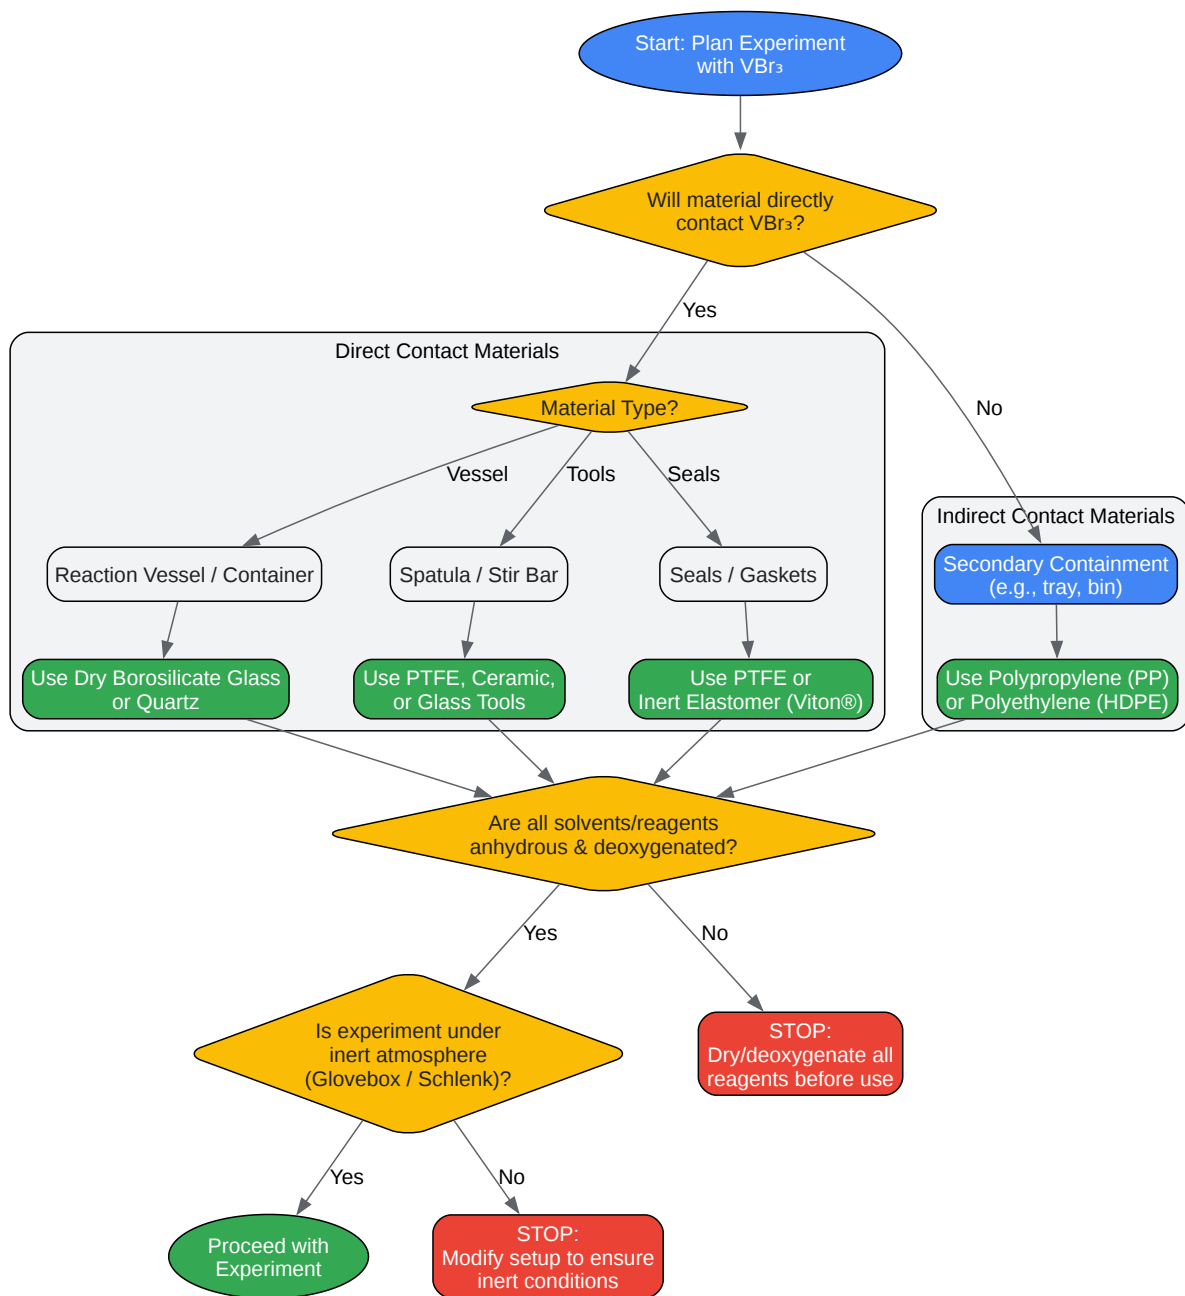 Start: Plan Experiment
with VBr₃
Will material directly
contact VBr₃?
Yes
No
Direct Contact Materials
Material Type?
Vessel
Tools
Seals
Indirect Contact Materials
Reaction Vessel / Container
Spatula / Stir Bar
Seals / Gaskets
Secondary Containment
(e.g., tray, bin)
Use Dry Borosilicate Glass
or Quartz
Use PTFE, Ceramic,
or Glass Tools
Use PTFE or
Inert Elastomer (Viton®)
Use Polypropylene (PP)
or Polyethylene (HDPE)
Are all solvents/reagents
anhydrous & deoxygenated?
Yes
No
Is experiment under
inert atmosphere
(Glovebox / Schlenk)?
STOP:
Dry/deoxygenate all
reagents before use
Yes
No
Proceed with
Experiment
STOP:
Modify setup to ensure
inert conditions